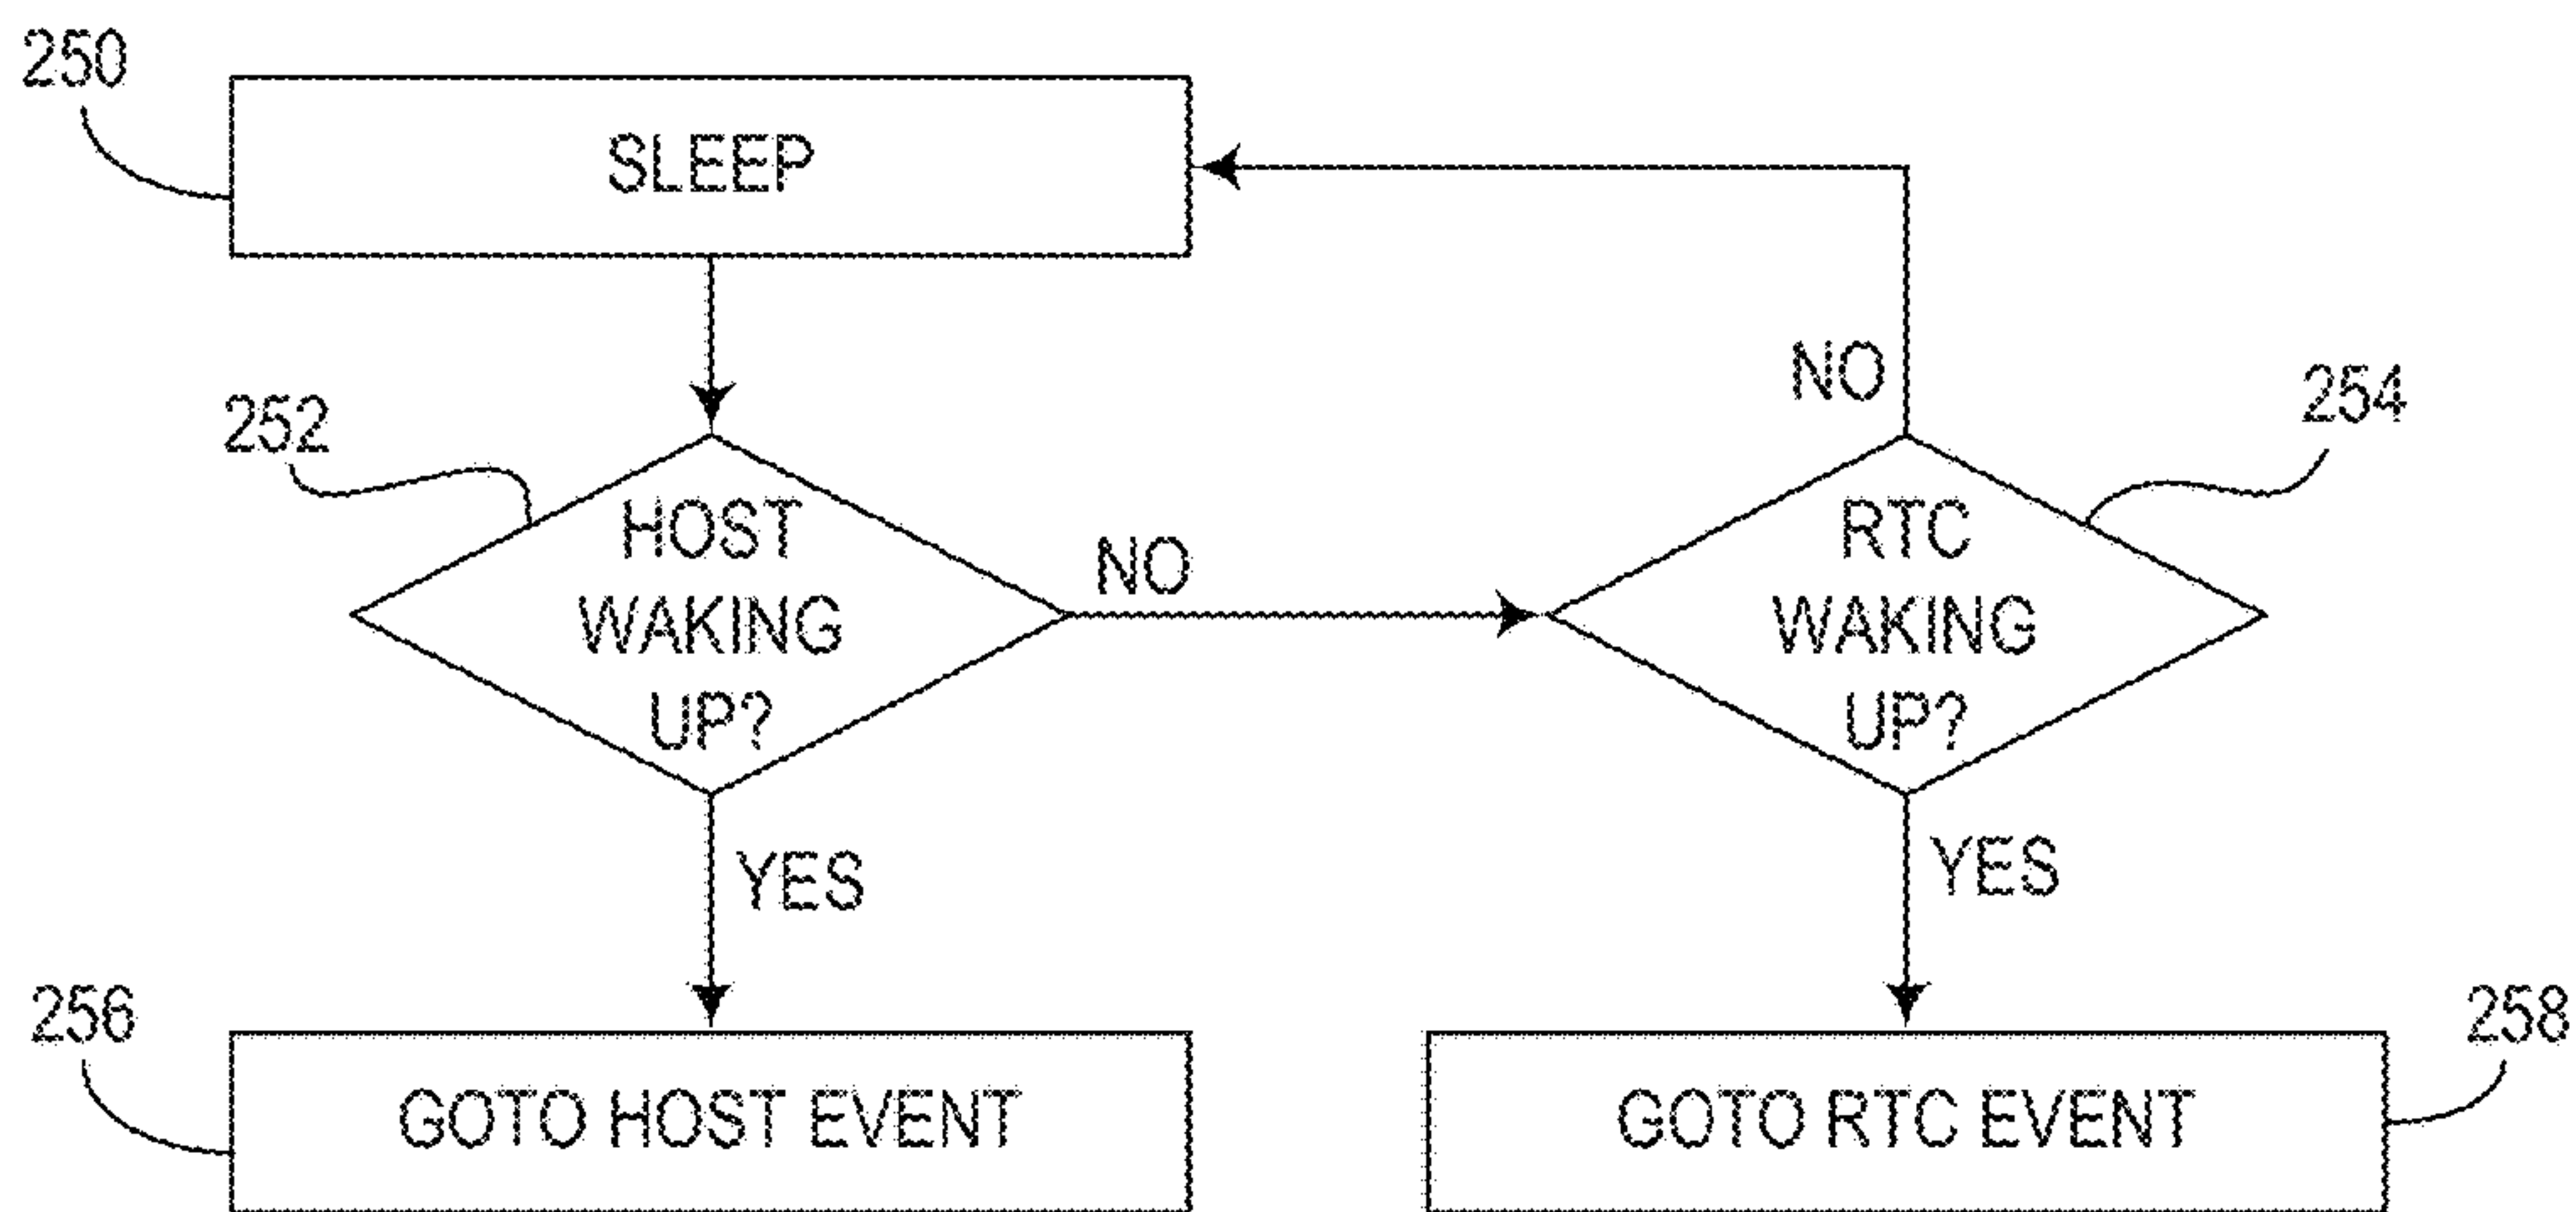 250
SLEEP
252
HOST
WAKING
UP?
NO
NO
254
RTC
WAKING
UP?
YES
YES
256
GOTO HOST EVENT
GOTO RTC EVENT
258